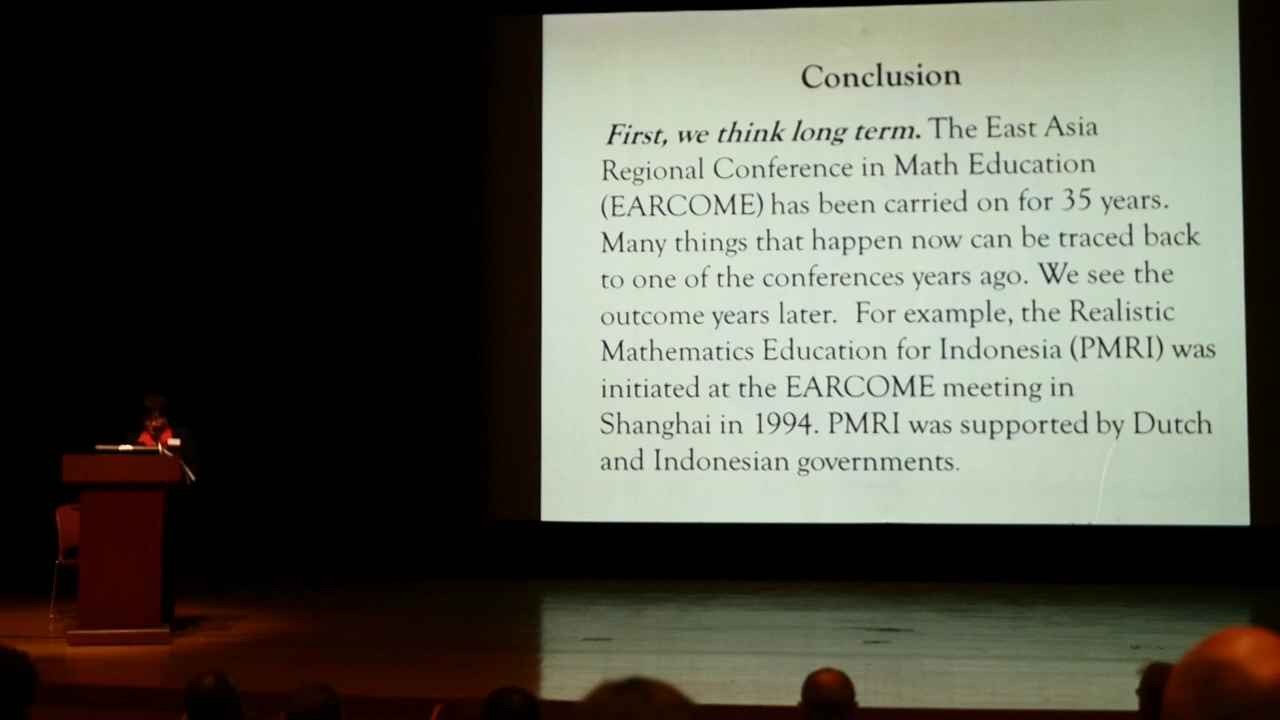 Conclusion
First, we think long term. The East Asia
Regional Conference in Math Education
(EARCOME) has been carried on for 35 years.
Many things that happen now can be traced back
to one of the conferences years ago. We see the
outcome years later.  For example, the Realistic
Mathematics Education for Indonesia (PMRI) was
initiated at the EARCOME meeting in
Shanghai in 1994. PMRI was supported by Dutch
and Indonesian governments.